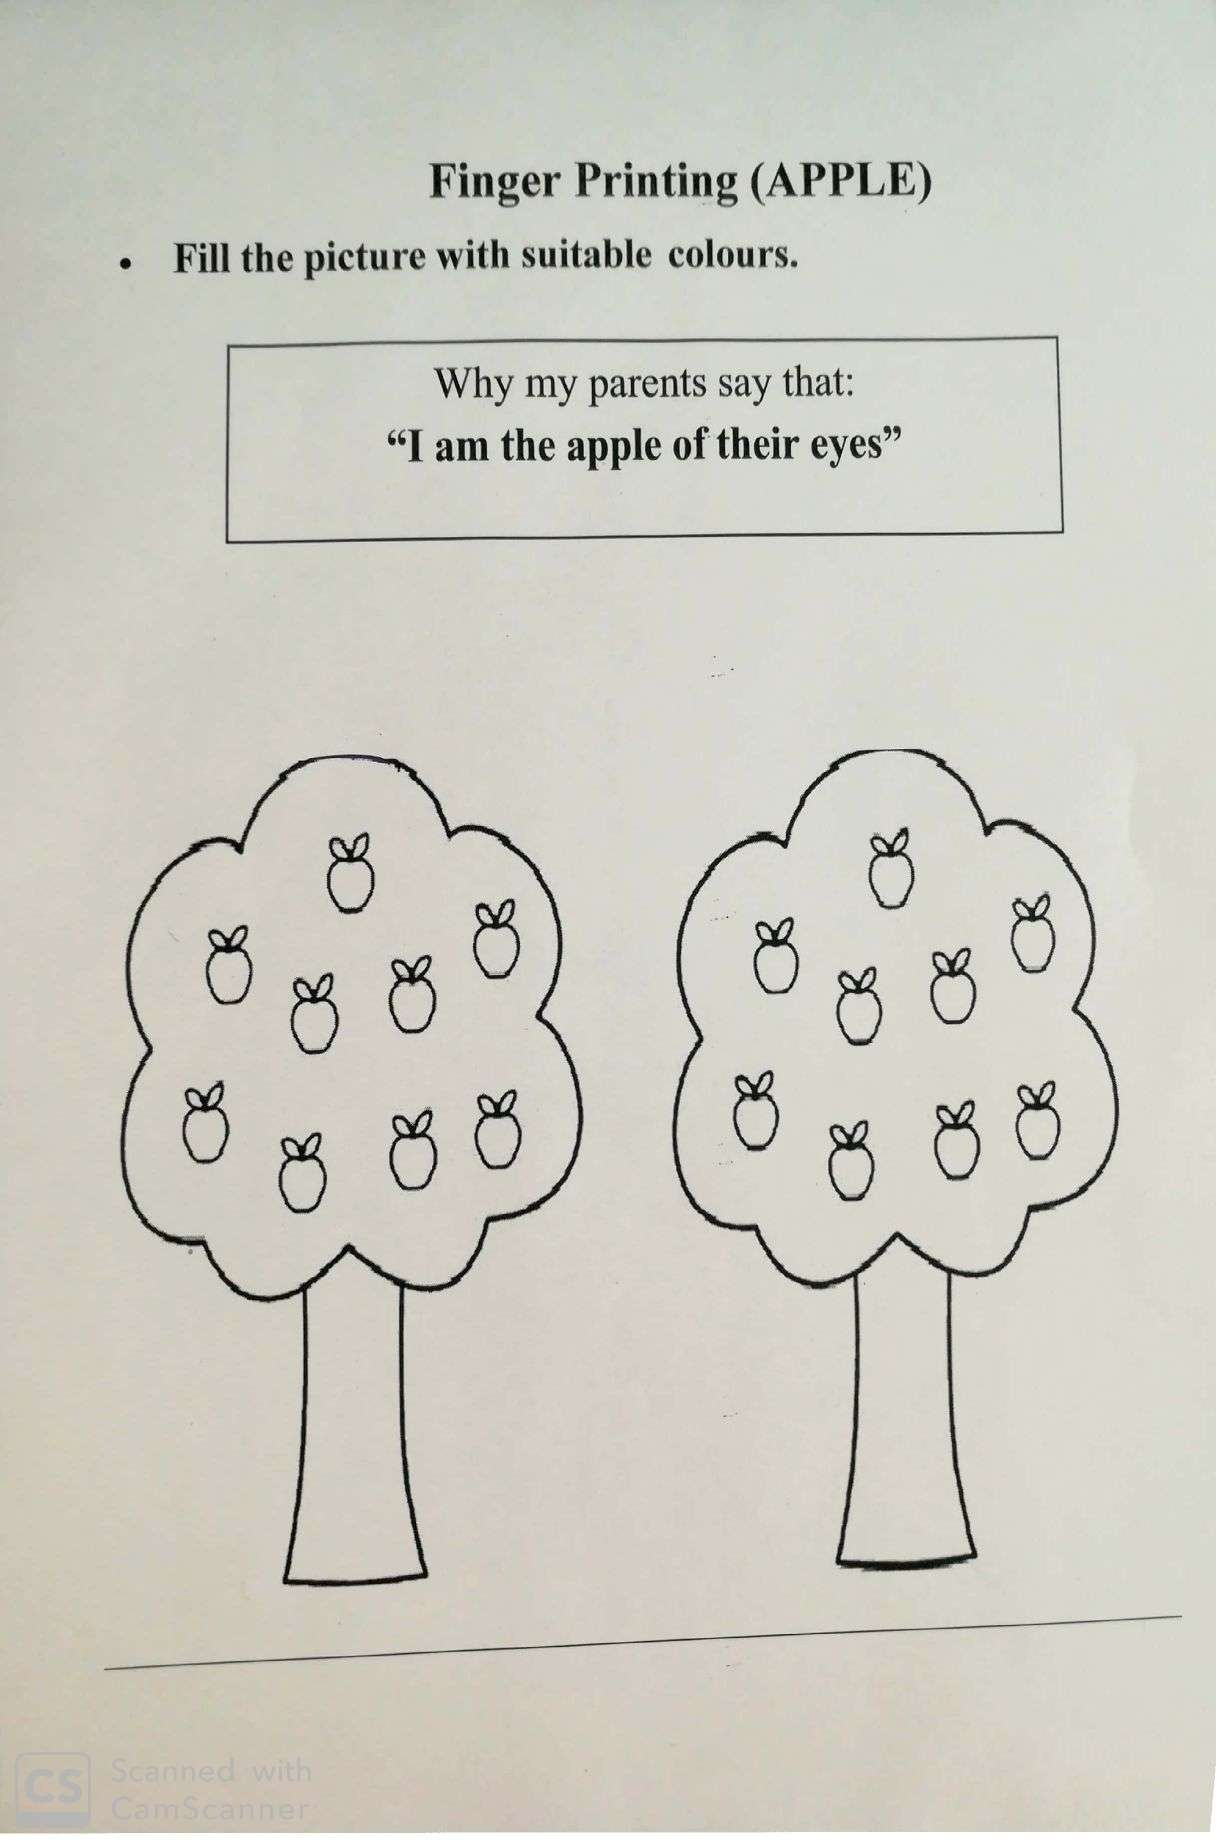 Finger Printing (APPLE)
• Fill the picture with suitable colours.
Why my parents say that:
“I am the apple of their eyes”
CS Scanned with
CamScanner